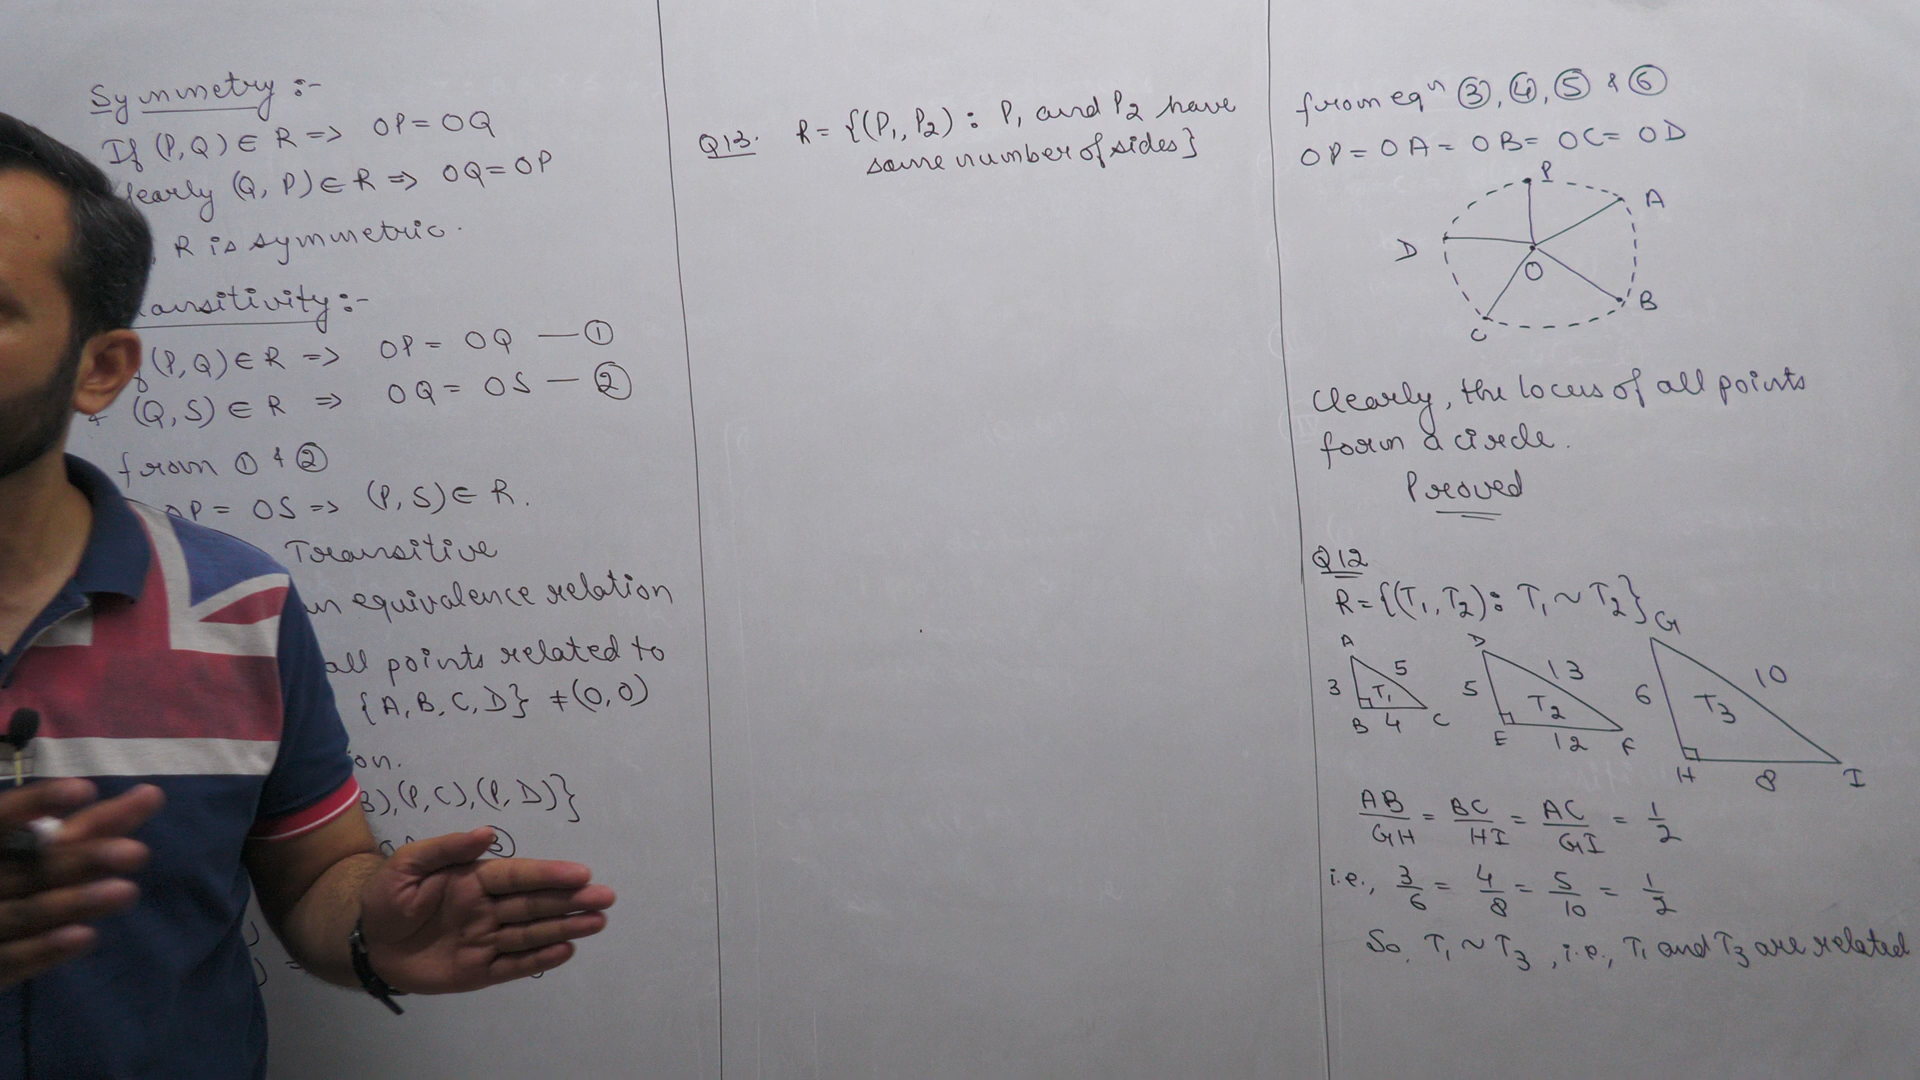 Symmetry :-
If (P,Q) ∈ R => OP = OQ
learly (Q, P) ∈ R => OQ = OP
R is symmetric.
ansitivity :-
(P,Q) ∈ R => OP = OQ — ①
(Q,S) ∈ R => OQ = OS — ②
from ① & ②
OP = OS => (P,S) ∈ R.
Transitive
an equivalence relation
all points related to
{A, B, C, D} ≠ (0,0)
on.
B), (P, C), (P, D)}
③
Q13. R = {(P₁, P₂) : P₁ and P₂ have
same number of sides}
from eqⁿ ③, ④, ⑤ & ⑥
OP = OA = OB = OC = OD
P
A
D
O
B
C
Clearly, the locus of all points
form a circle.
Proved
Q12
R = {(T₁, T₂) : T₁ ~ T₂}
A 5 3 T₁ B 4 C
D 13 5 T₂ E 12 F
G 10 6 T₃ H 8 I
AB/GH = BC/HI = AC/GI = 1/2
i.e., 3/6 = 4/8 = 5/10 = 1/2
So, T₁ ~ T₃, i.e., T₁ and T₃ are related